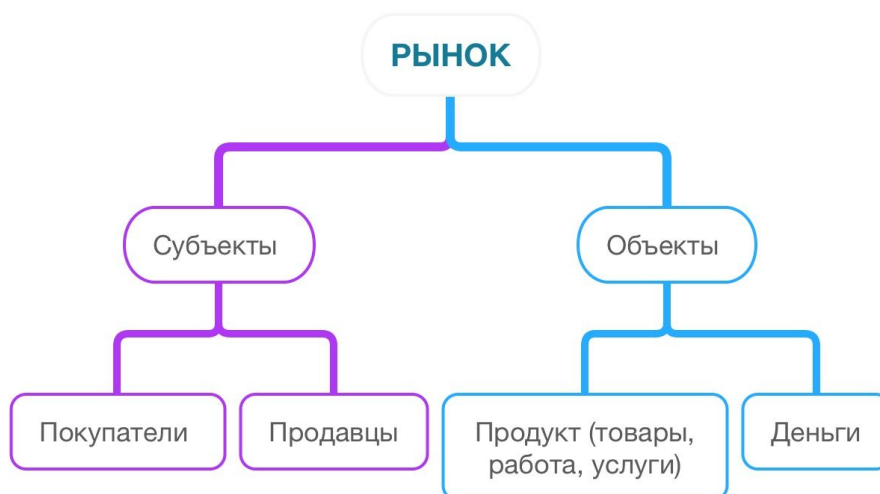 РЫНОК
Субъекты
Объекты
Покупатели
Продавцы
Продукт (товары,
работа, услуги)
Деньги